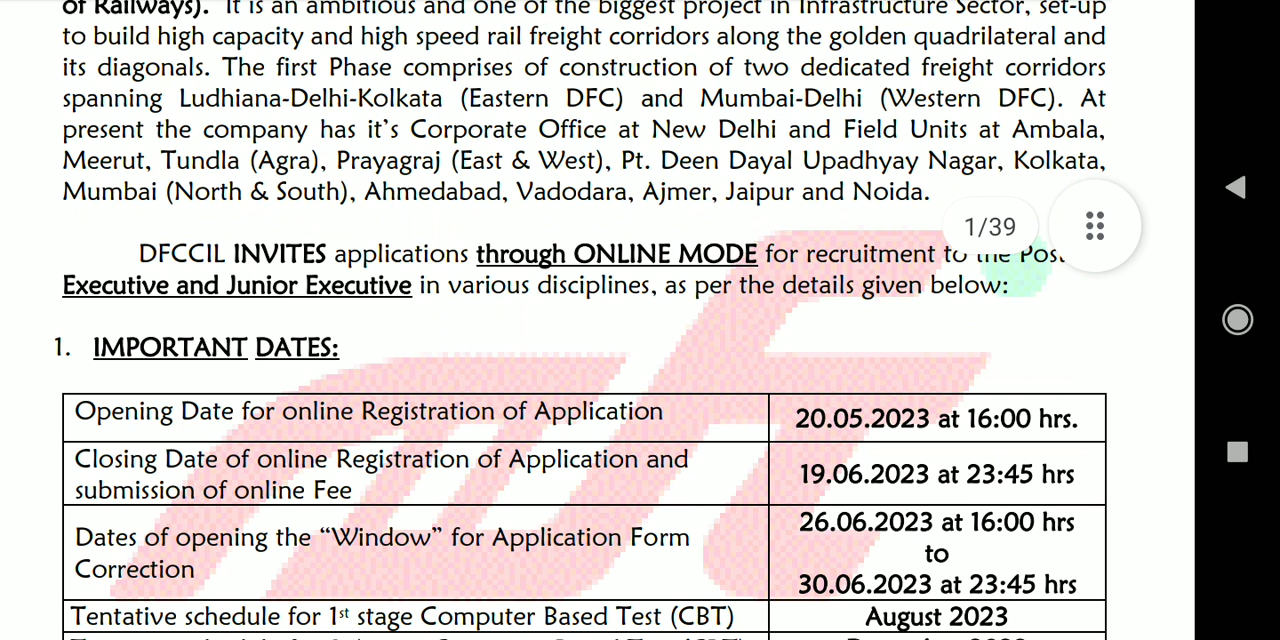 of Railways). It is an ambitious and one of the biggest project in Infrastructure Sector, set-up
to build high capacity and high speed rail freight corridors along the golden quadrilateral and
its diagonals. The first Phase comprises of construction of two dedicated freight corridors
spanning Ludhiana-Delhi-Kolkata (Eastern DFC) and Mumbai-Delhi (Western DFC). At
present the company has it's Corporate Office at New Delhi and Field Units at Ambala,
Meerut, Tundla (Agra), Prayagraj (East & West), Pt. Deen Dayal Upadhyay Nagar, Kolkata,
Mumbai (North & South), Ahmedabad, Vadodara, Ajmer, Jaipur and Noida.
1/39
DFCCIL INVITES applications through ONLINE MODE for recruitment to the Post
Executive and Junior Executive in various disciplines, as per the details given below:
1. IMPORTANT DATES:
Opening Date for online Registration of Application
20.05.2023 at 16:00 hrs.
Closing Date of online Registration of Application and
submission of online Fee
19.06.2023 at 23:45 hrs
Dates of opening the “Window” for Application Form
Correction
26.06.2023 at 16:00 hrs
to
30.06.2023 at 23:45 hrs
Tentative schedule for 1st stage Computer Based Test (CBT)
August 2023